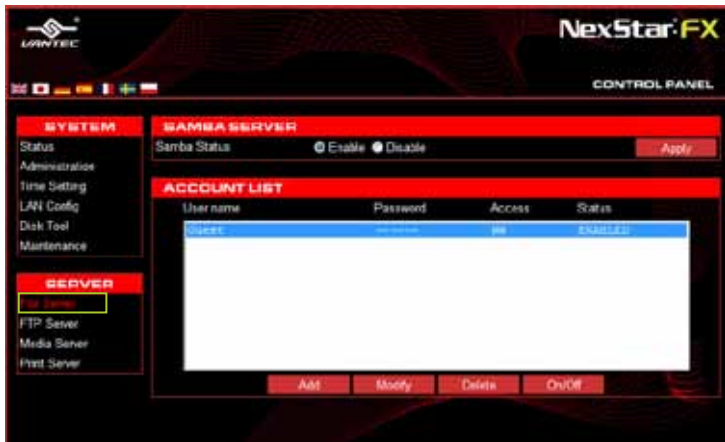 VANTEC
NexStar FX
CONTROL PANEL
SYSTEM
Status
Administration
Time Setting
LAN Config
Disk Tool
Maintenance
SERVER
File Server
FTP Server
Media Server
Print Server
SAMBA SERVER
Samba Status Enable Disable Apply
ACCOUNT LIST
User name Password Access Status
Guest ENABLED
Add Modify Delete On/Off